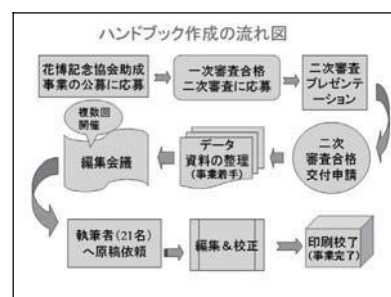 ハンドブック作成の流れ図
花博記念協会助成
事業の公募に応募
一次審査合格
二次審査に応募
二次審査
プレゼンテ
ーション
二次
審査合格
交付申請
データ
資料の整理
(事業着手)
複数回
開催
編集会議
執筆者(21名)
へ原稿依頼
編集&校正
印刷校了
(事業完了)